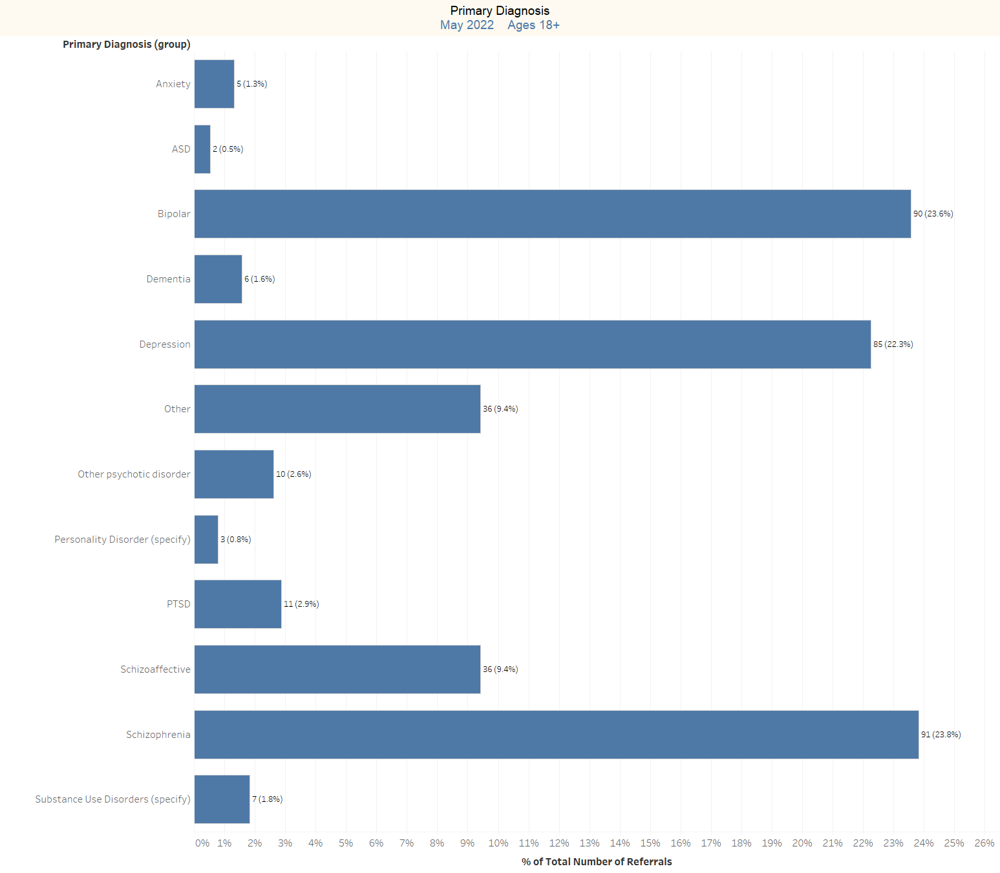 Primary Diagnosis
May 2022 Ages 18+
Primary Diagnosis (group)
Anxiety 5 (1.3%)
ASD 2 (0.5%)
Bipolar 90 (23.6%)
Dementia 6 (1.6%)
Depression 85 (22.3%)
Other 36 (9.4%)
Other psychotic disorder 10 (2.6%)
Personality Disorder (specify) 3 (0.8%)
PTSD 11 (2.9%)
Schizoaffective 36 (9.4%)
Schizophrenia 91 (23.8%)
Substance Use Disorders (specify) 7 (1.8%)
0% 1% 2% 3% 4% 5% 6% 7% 8% 9% 10% 11% 12% 13% 14% 15% 16% 17% 18% 19% 20% 21% 22% 23% 24% 25% 26%
% of Total Number of Referrals